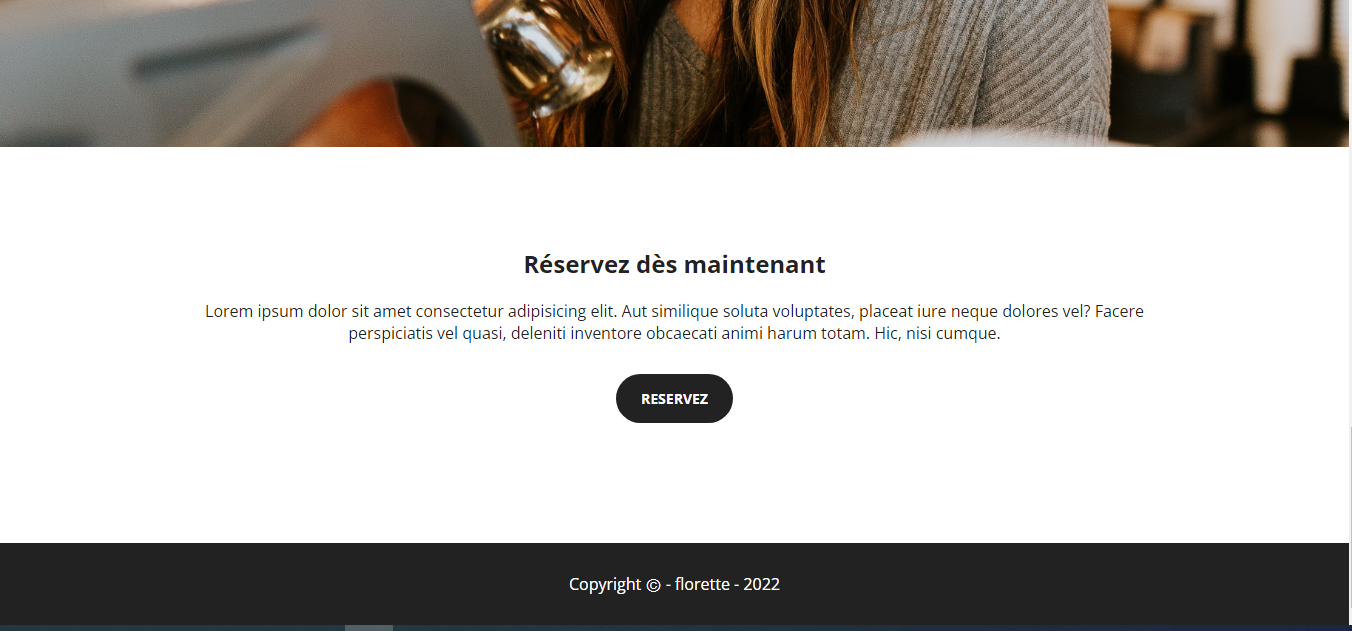 Réservez dès maintenant
Lorem ipsum dolor sit amet consectetur adipisicing elit. Aut similique soluta voluptates, placeat iure neque dolores vel? Facere
perspiciatis vel quasi, deleniti inventore obcaecati animi harum totam. Hic, nisi cumque.
RESERVEZ
Copyright © - florette - 2022